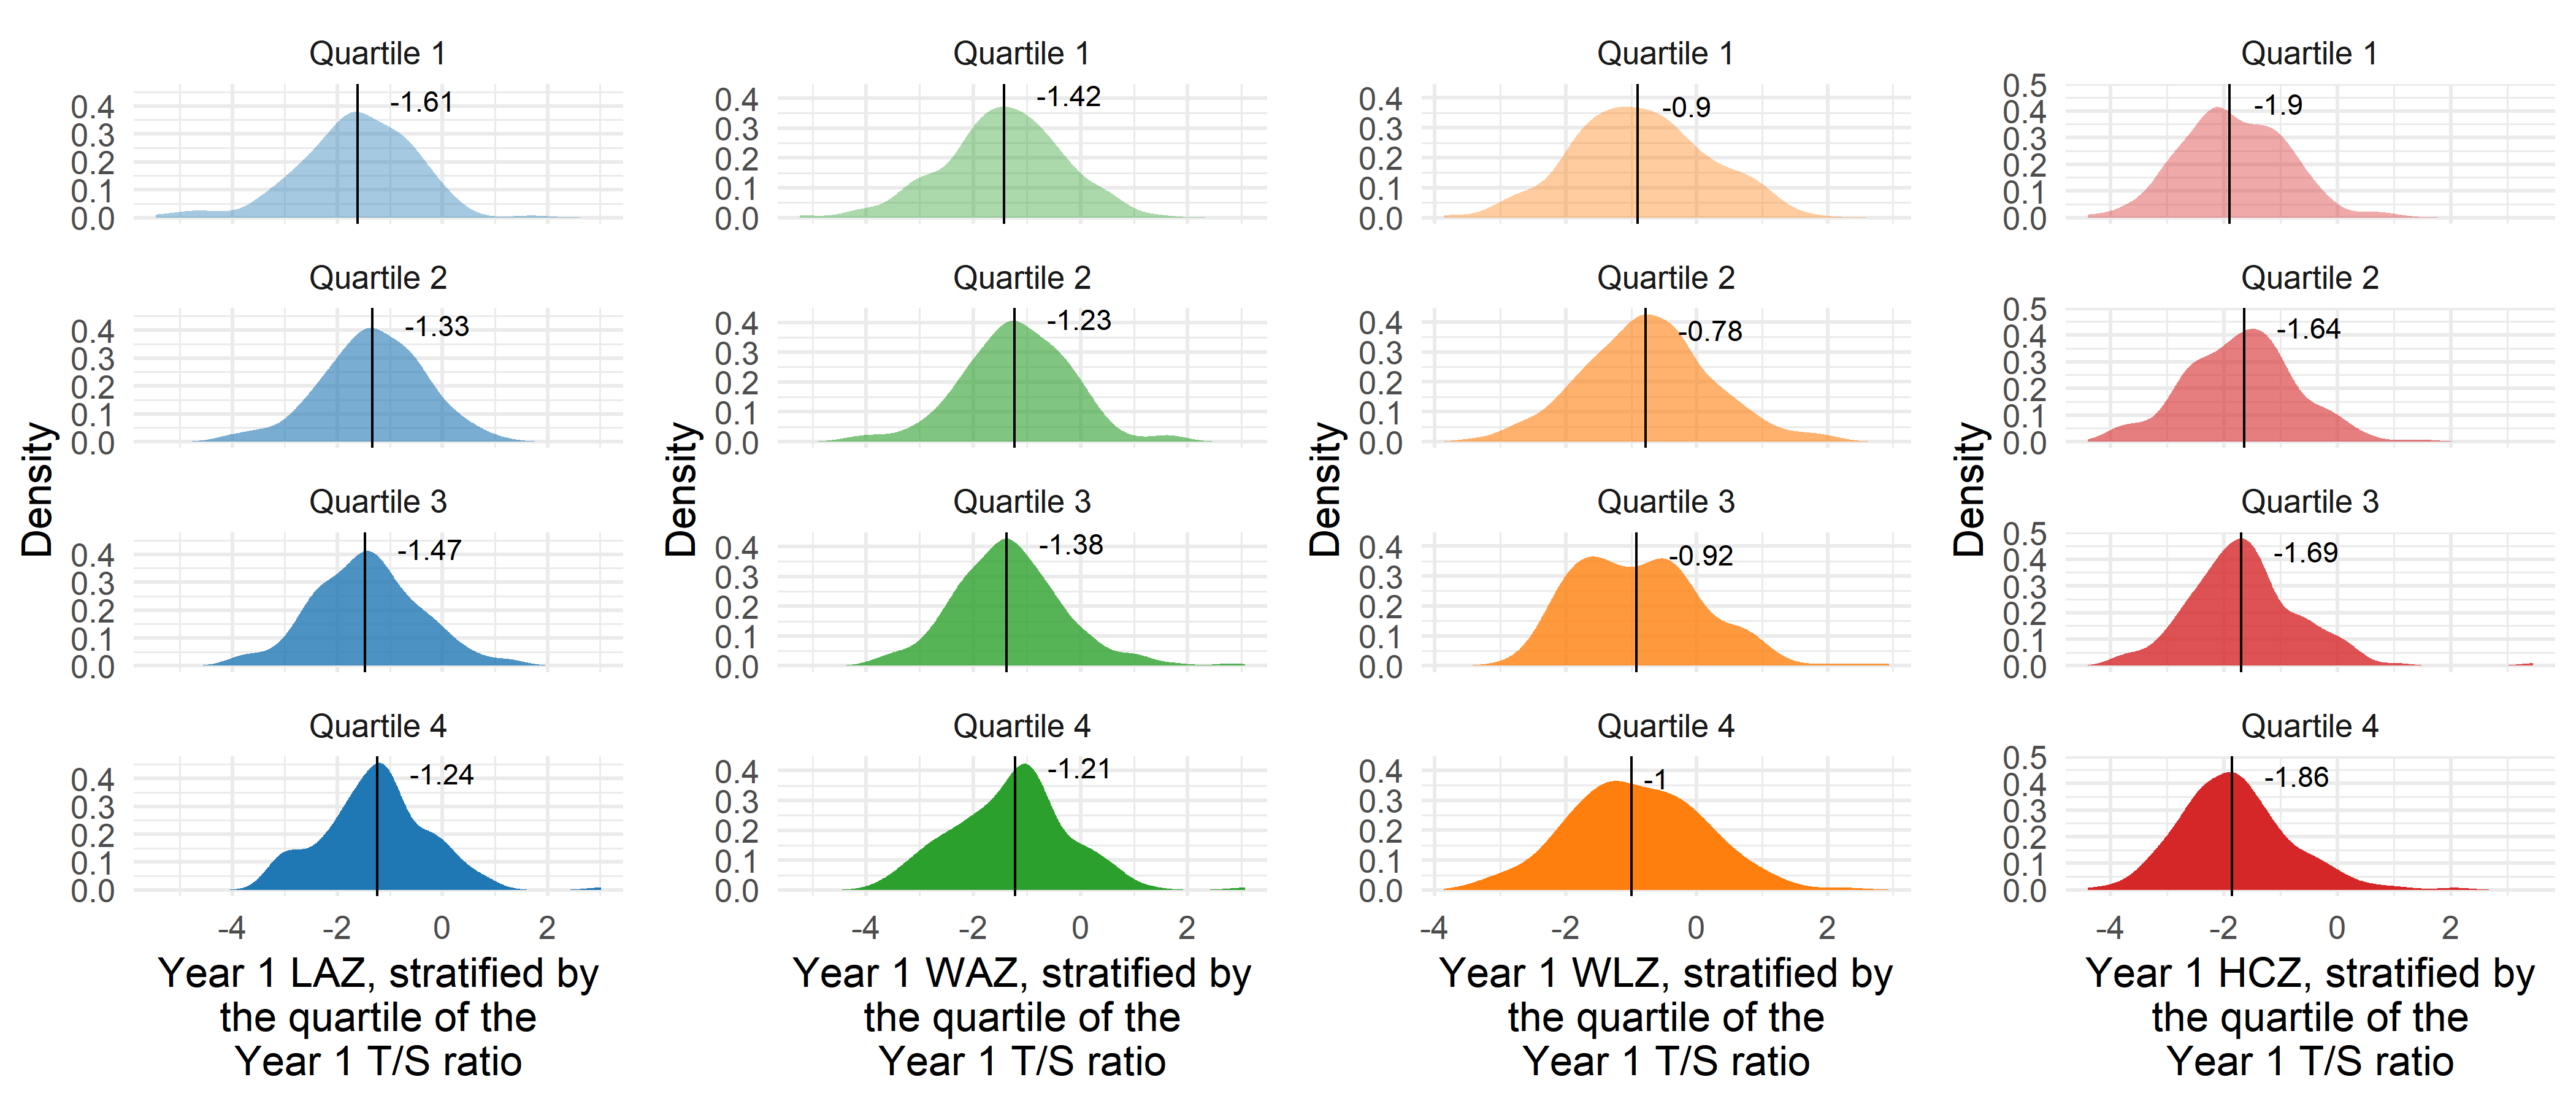 Density
Quartile 1
0.4
0.3
0.2
0.1
0.0
-1.61
Quartile 2
0.4
0.3
0.2
0.1
0.0
-1.33
Quartile 3
0.4
0.3
0.2
0.1
0.0
-1.47
Quartile 4
0.4
0.3
0.2
0.1
0.0
-1.24
-4 -2 0 2
Year 1 LAZ, stratified by
the quartile of the
Year 1 T/S ratio
Density
Quartile 1
0.4
0.3
0.2
0.1
0.0
-1.42
Quartile 2
0.4
0.3
0.2
0.1
0.0
-1.23
Quartile 3
0.4
0.3
0.2
0.1
0.0
-1.38
Quartile 4
0.4
0.3
0.2
0.1
0.0
-1.21
-4 -2 0 2
Year 1 WAZ, stratified by
the quartile of the
Year 1 T/S ratio
Density
Quartile 1
0.4
0.3
0.2
0.1
0.0
-0.9
Quartile 2
0.4
0.3
0.2
0.1
0.0
-0.78
Quartile 3
0.4
0.3
0.2
0.1
0.0
-0.92
Quartile 4
0.4
0.3
0.2
0.1
0.0
-1
-4 -2 0 2
Year 1 WLZ, stratified by
the quartile of the
Year 1 T/S ratio
Density
Quartile 1
0.5
0.4
0.3
0.2
0.1
0.0
-1.9
Quartile 2
0.5
0.4
0.3
0.2
0.1
0.0
-1.64
Quartile 3
0.5
0.4
0.3
0.2
0.1
0.0
-1.69
Quartile 4
0.5
0.4
0.3
0.2
0.1
0.0
-1.86
-4 -2 0 2
Year 1 HCZ, stratified by
the quartile of the
Year 1 T/S ratio